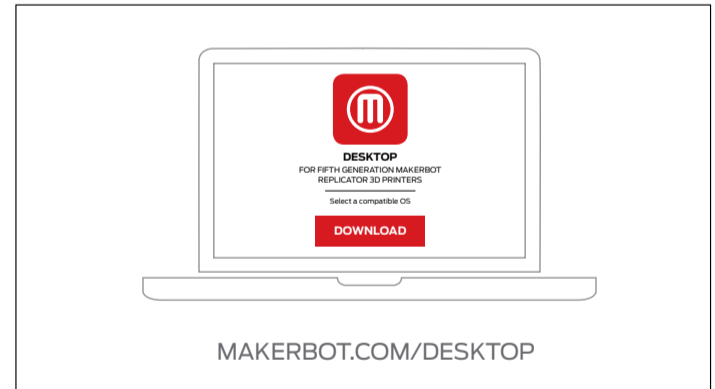 DESKTOP
FOR FIFTH GENERATION MAKERBOT
REPLICATOR 3D PRINTERS
Select a compatible OS
DOWNLOAD
MAKERBOT.COM/DESKTOP